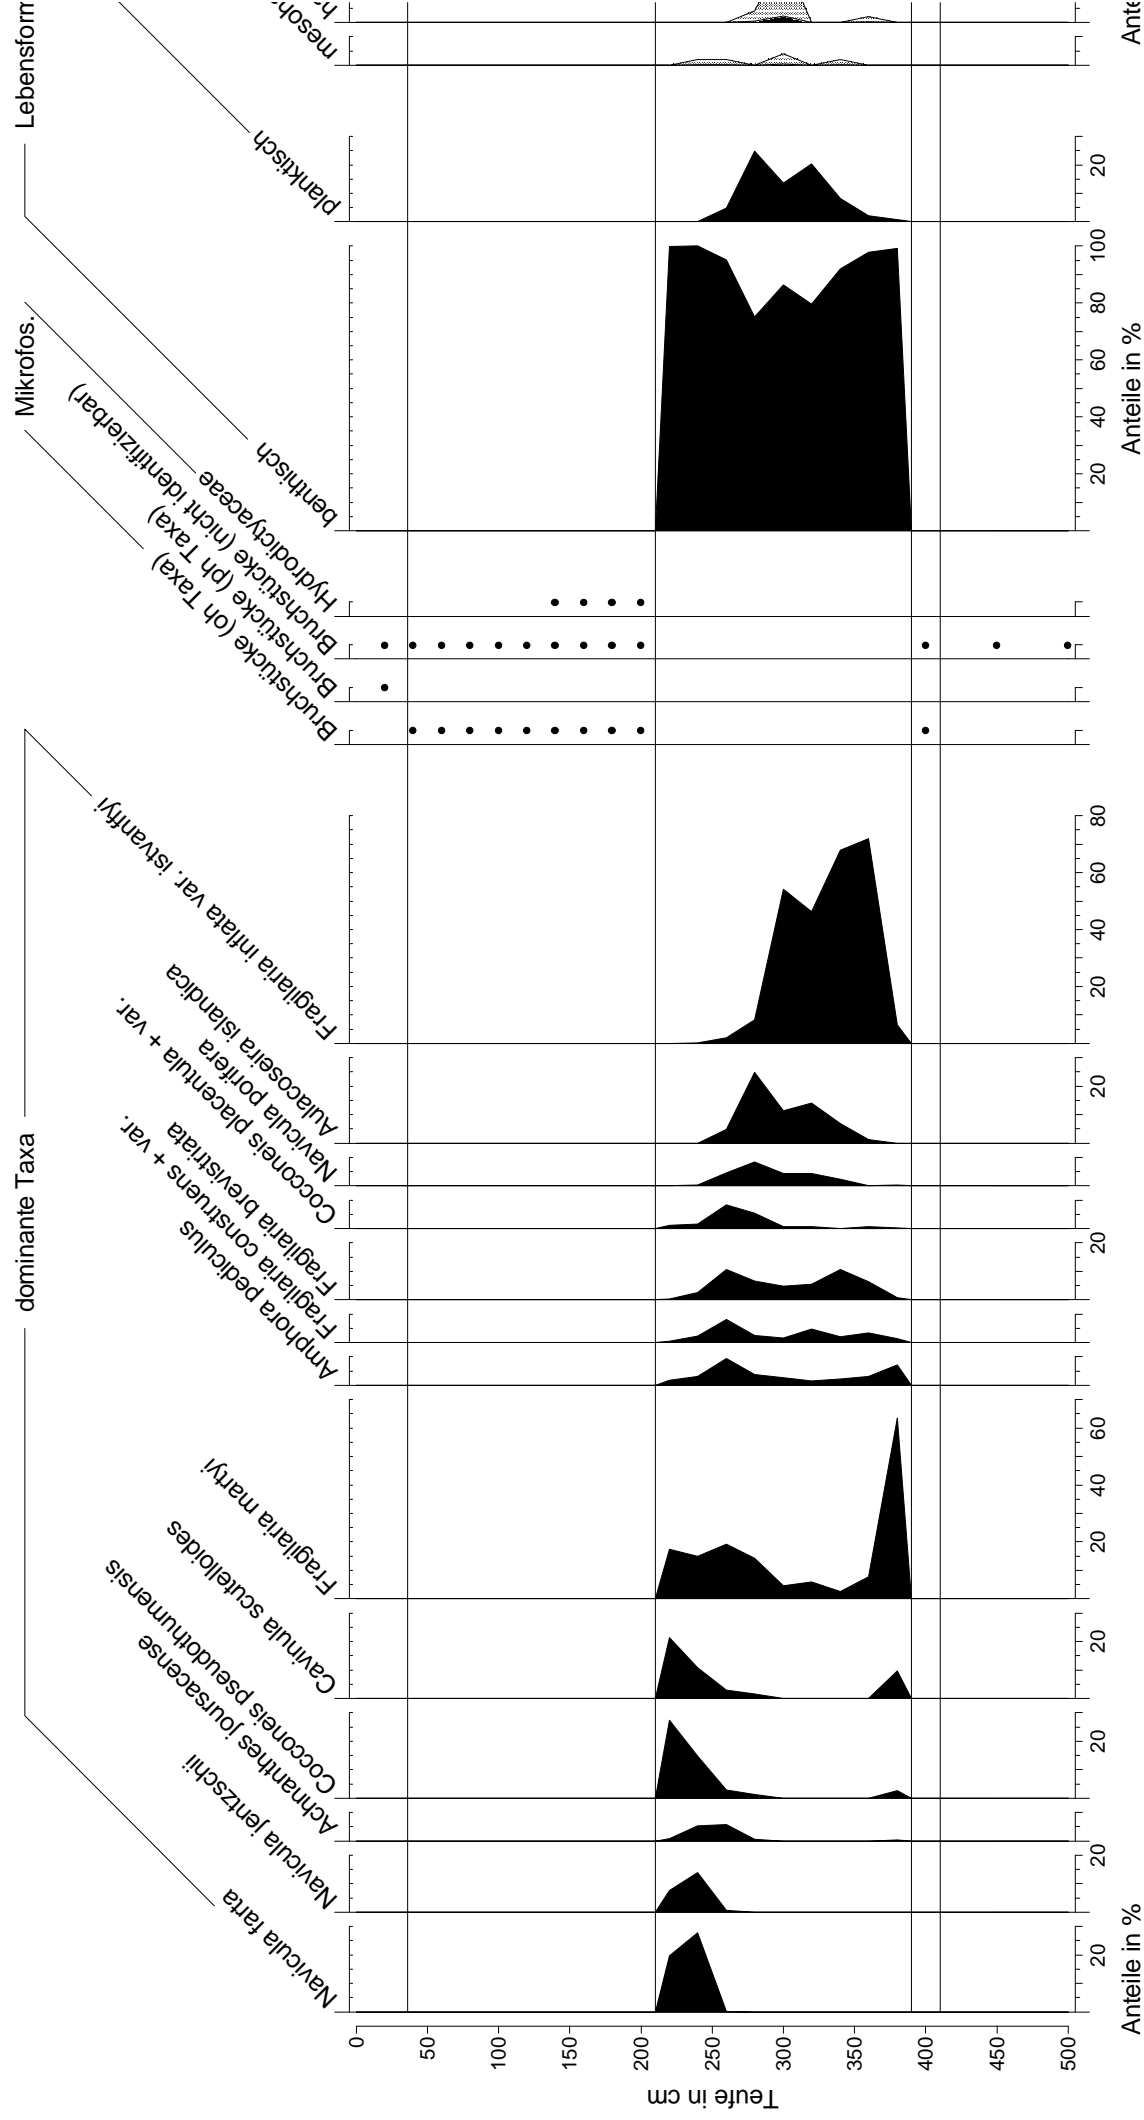 dominante Taxa
Mikrofos.
Lebensform
Navicula farta
Navicula jentzschii
Achnanthes joursacense
Cocconeis pseudothumensis
Cavinula scutelloides
Fragilaria martyi
Amphora pediculus
Fragilaria construens + var.
Fragilaria brevistriata
Cocconeis placentula + var.
Navicula porifera
Aulacoseira islandica
Fragilaria inflata var. istvanffyi
Bruchstücke (oh Taxa)
Bruchstücke (ph Taxa)
Bruchstücke (nicht identifizierbar)
Hydrodictyaceae
benthisch
planktisch
Teufe in cm
0 50 100 150 200 250 300 350 400 450 500
20 20 20 20 20 40 60 20 20 20 40 60 80 20 40 60 80 100 20
Anteile in %
Anteile in %